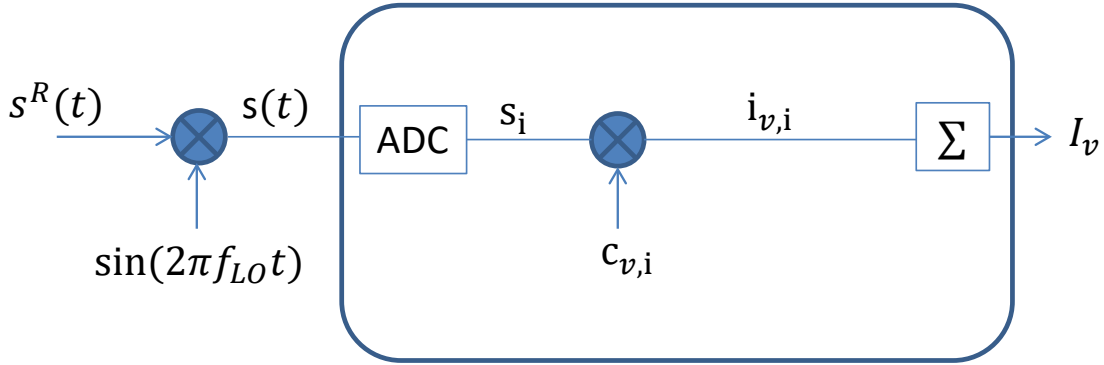 s^R(t)
s(t)
ADC
s_i
i_{v,i}
Σ
I_v
sin(2πf_{LO}t)
c_{v,i}